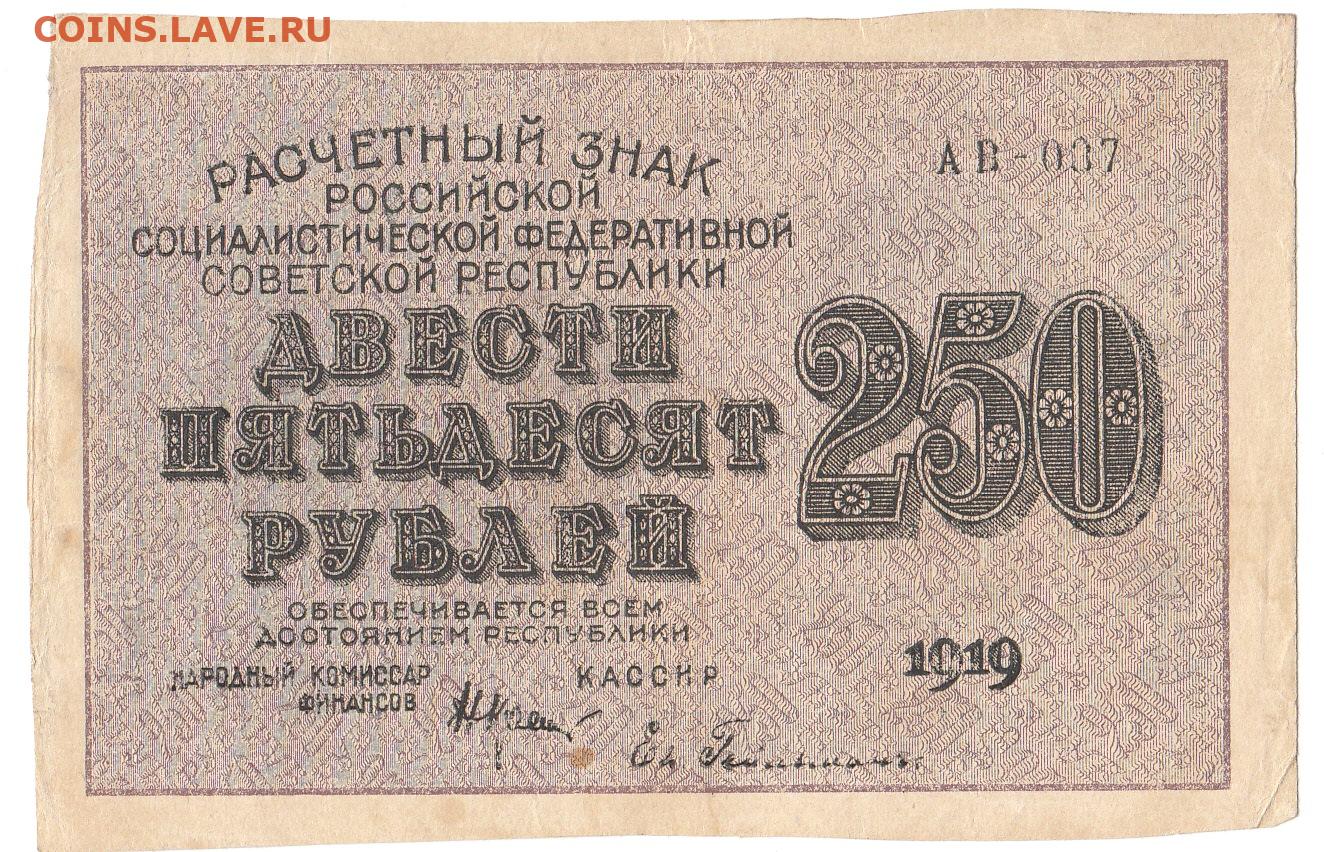 COINS.LAVE.RU
РАСЧЕТНЫЙ ЗНАК
РОССИЙСКОЙ
СОЦИАЛИСТИЧЕСКОЙ ФЕДЕРАТИВНОЙ
СОВЕТСКОЙ РЕСПУБЛИКИ
АВ-037
ДВЕСТИ
ПЯТЬДЕСЯТ
РУБЛЕЙ
250
ОБЕСПЕЧИВАЕТСЯ ВСЕМ
ДОСТОЯНИЕМ РЕСПУБЛИКИ
НАРОДНЫЙ КОМИССАР
ФИНАНСОВ
КАССИР
1919